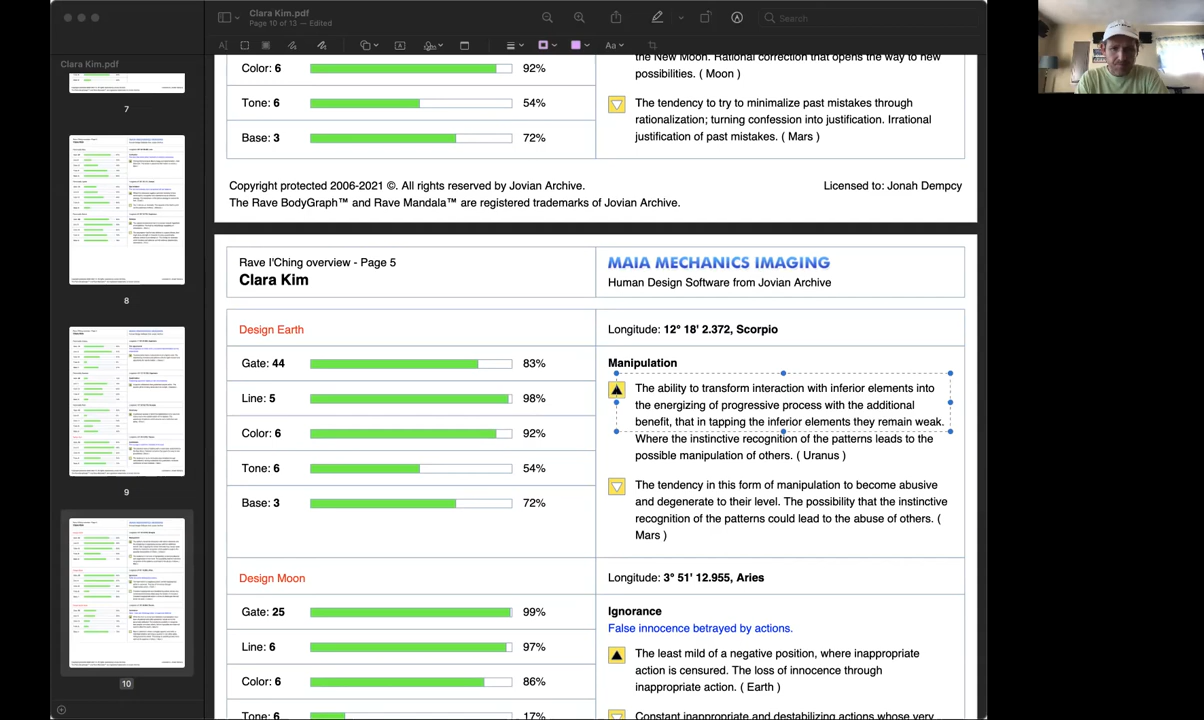 Clara Kim.pdf
Page 10 of 13 — Edited
Search
Clara Kim.pdf
7
8
9
10
Color: 6 92%
Tone: 6 54%
Base: 3 72%
the New Moon. Rational correction that opens the way to new
possibilities. ( Moon )
The tendency to try to minimalize past mistakes through
rationalization; turning confession into justification. Irrational
justification of past mistakes. ( Mars )
Copyright protected 2006-2021 ©. All rights reserved by Jovian Archive.
Licensed to: Jonah Dempcy
The Rave BodyGraph™ and Rave Mandala™ are registered trademarks of Jovian Archive.
Rave I'Ching overview - Page 5
Clara Kim
MAIA MECHANICS IMAGING
Human Design Software from Jovian Archive
Design Earth
Gate: 44 83%
Line: 5 98%
Color: 6 92%
Tone: 6 54%
Base: 3 72%
Longitude: 12° 18' 2.372, Scorpio
Manipulation
The ability to transform interaction with inferior elements into
the energizing of progressive process with the additional
benefit, that in tapping the inferior elements they remain weak.
Where the instinctive recognition of the patterns leads to the
possible manipulation of others. ( Uranus )
The tendency in this form of manipulation to become abusive
and degenerate to their level. The possibility that the instinctive
recognition of the patterns could lead to the abuse of others. (
Mars )
Design Moon
Gate: 25 99%
Line: 6 97%
Color: 6 86%
Tone: 6 17%
Longitude: 3° 51' 12.955, Aries
Ignorance
False innocence betrayed by actions.
The least mild of a negative position, where inappropriate
action is censured. The loss of innocence through
inappropriate action. ( Earth )
Constant inappropriate and destabilizing actions whose very